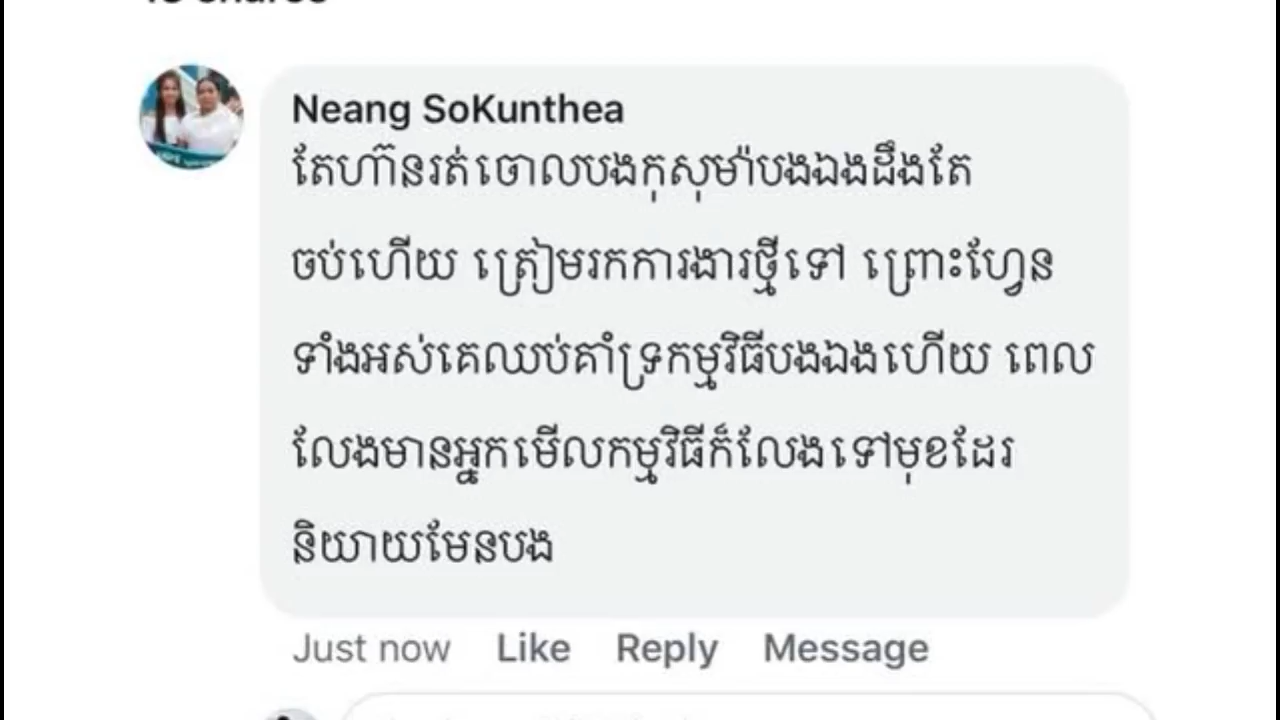 Neang SoKunthea
តែហ៊ានរត់ចោលបងកុសុម៉ាបងឯងដឹងតែ
ចប់ហើយ ត្រៀមរកការងារថ្មីទៅ ព្រោះហ្វែន
ទាំងអស់គេឈប់គាំទ្រកម្មវិធីបងឯងហើយ ពេល
លែងមានអ្នកមើលកម្មវិធីក៏លែងទៅមុខដែរ
និយាយមែនបង
Just now Like Reply Message